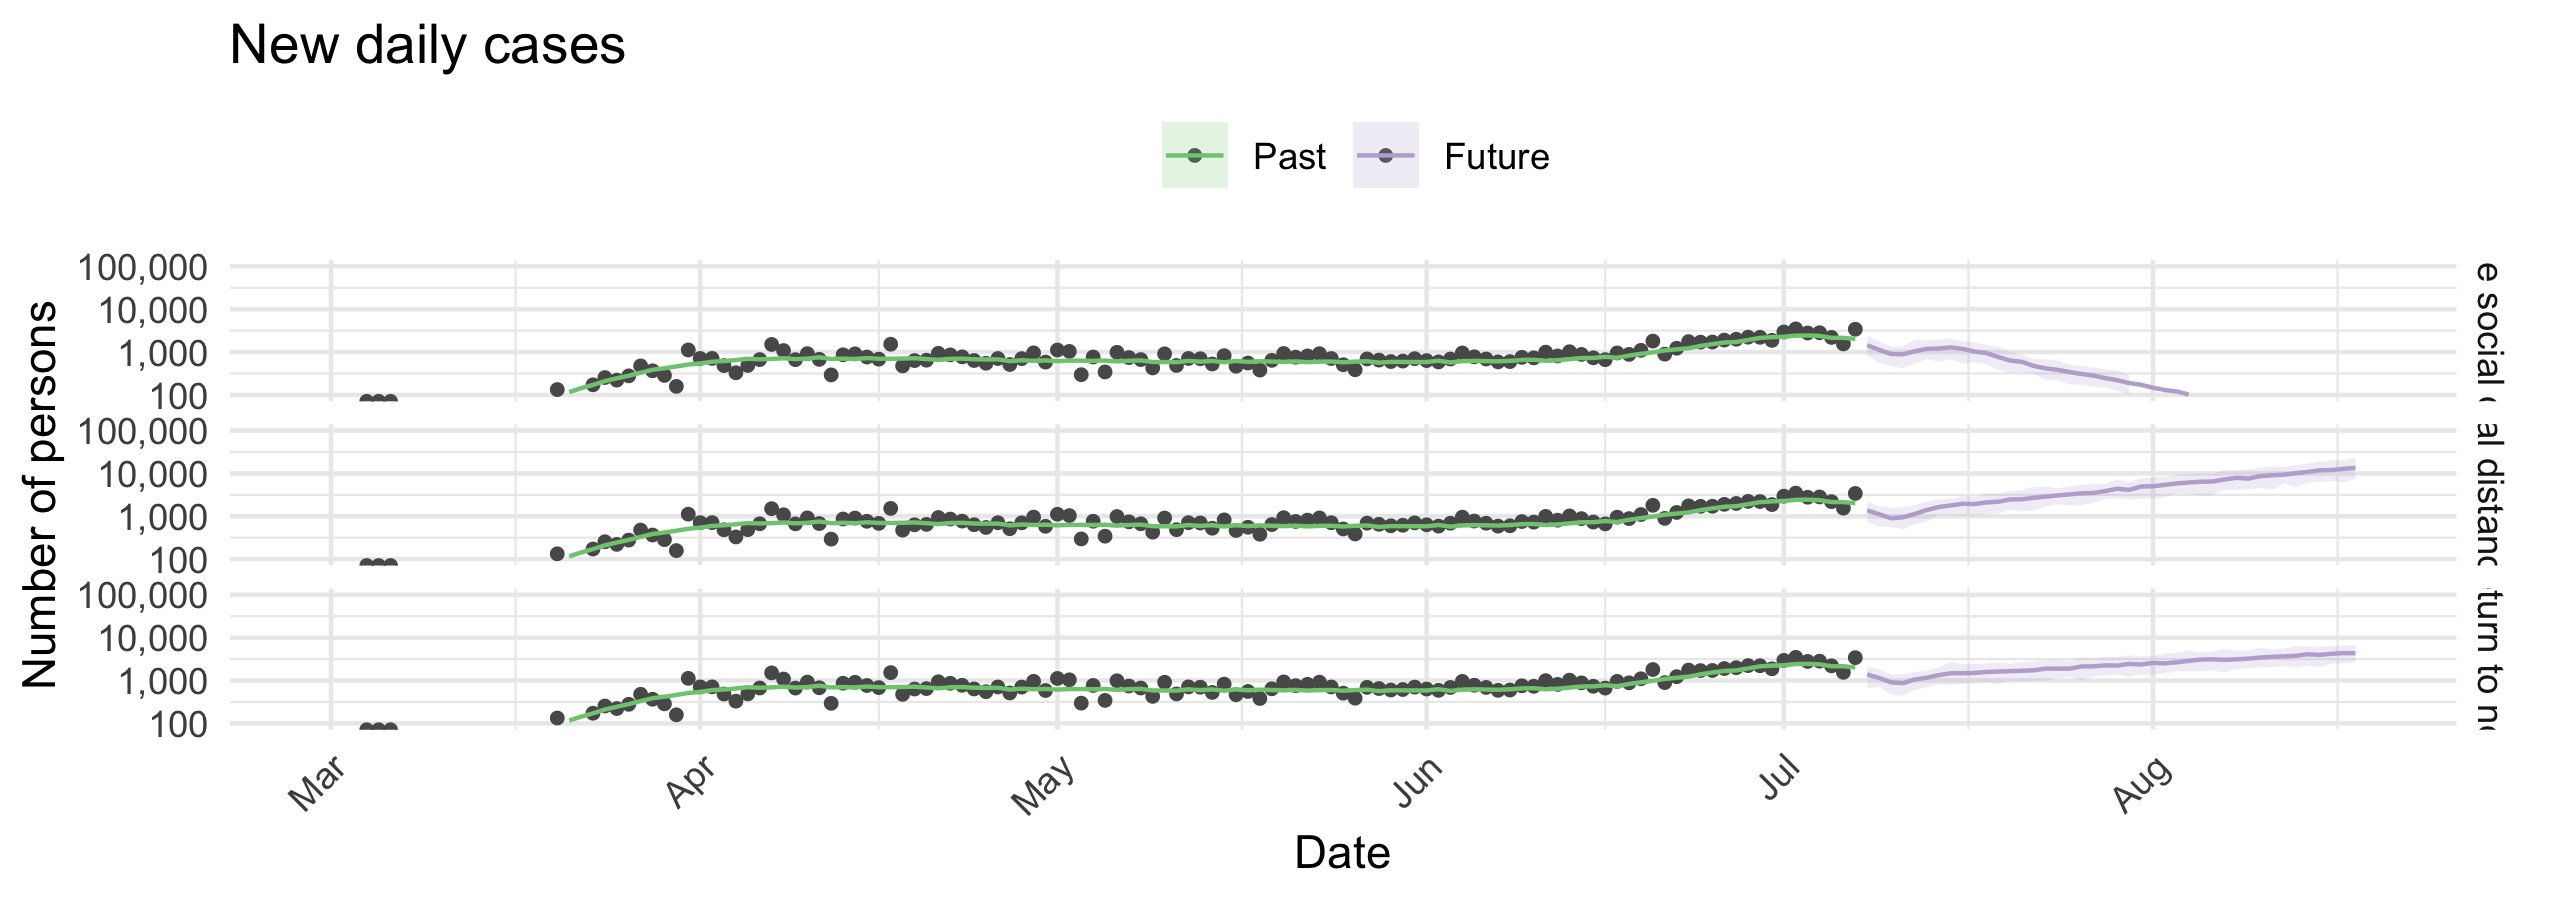 New daily cases
Past
Future
Number of persons
100,000
10,000
1,000
100
e social
100,000
10,000
1,000
100
al distanc
100,000
10,000
1,000
100
turn to
Mar
Apr
May
Jun
Jul
Aug
Date